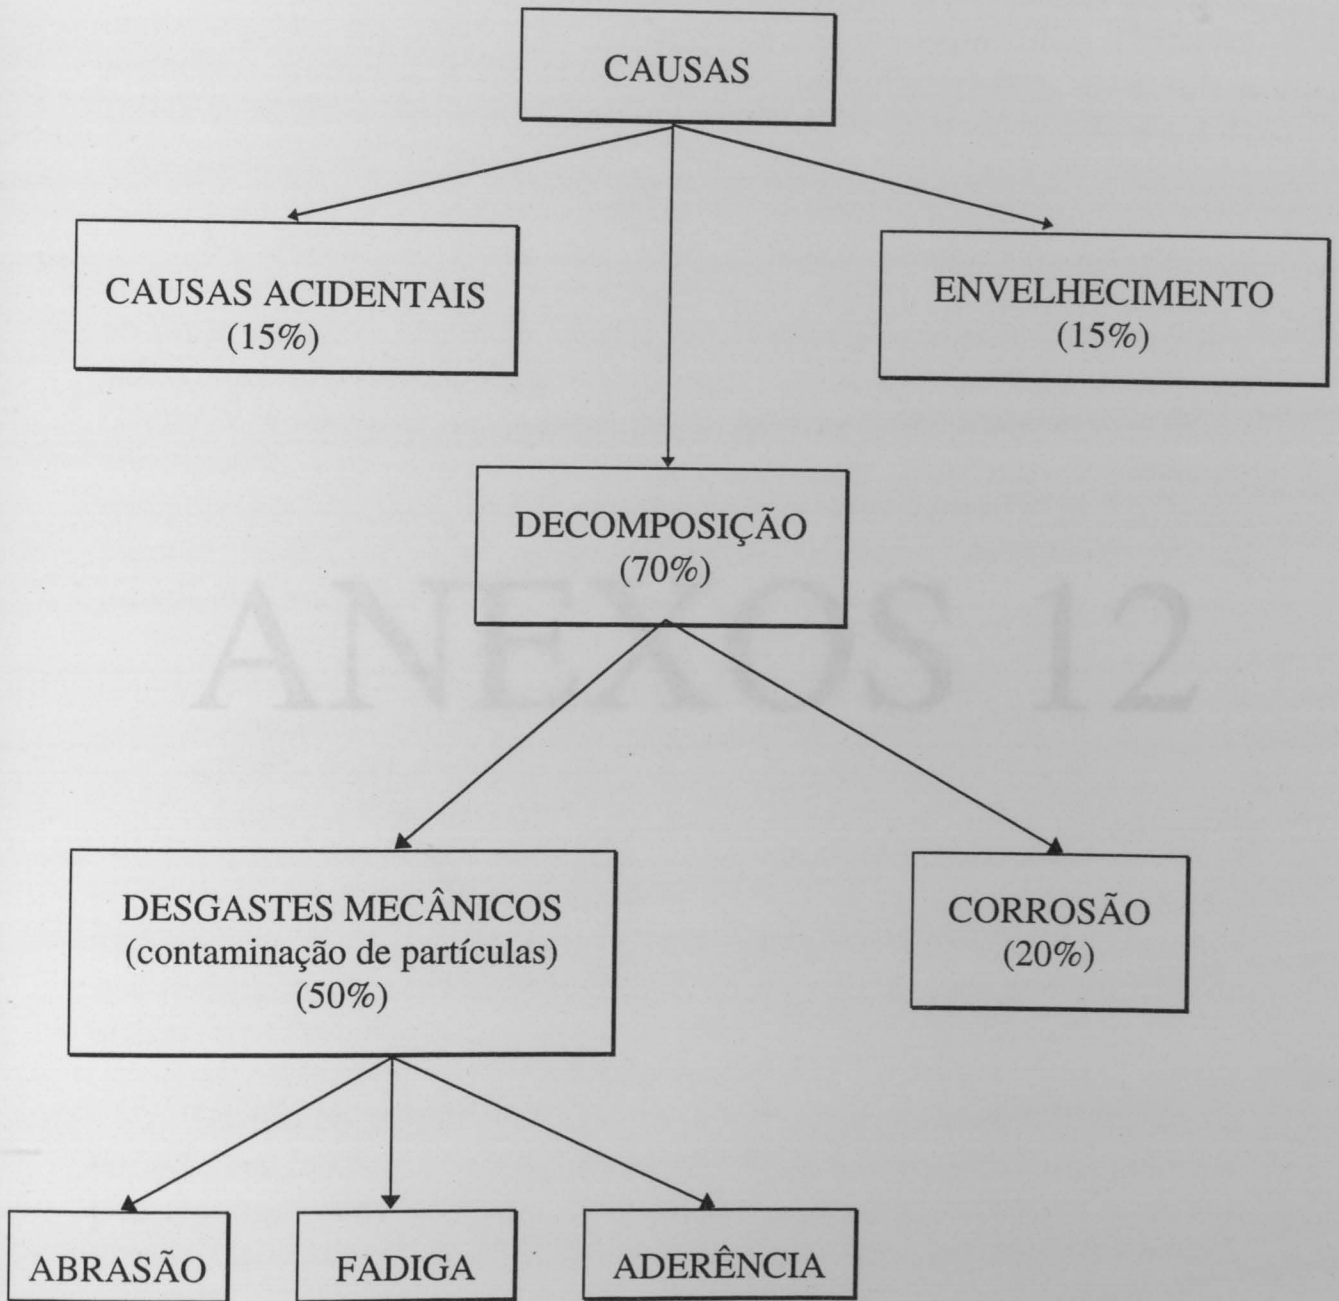 CAUSAS
CAUSAS ACIDENTAIS
(15%)
ENVELHECIMENTO
(15%)
DECOMPOSIÇÃO
(70%)
ANEXOS 12
DESGASTES MECÂNICOS
(contaminação de partículas)
(50%)
CORROSÃO
(20%)
ABRASÃO
FADIGA
ADERÊNCIA